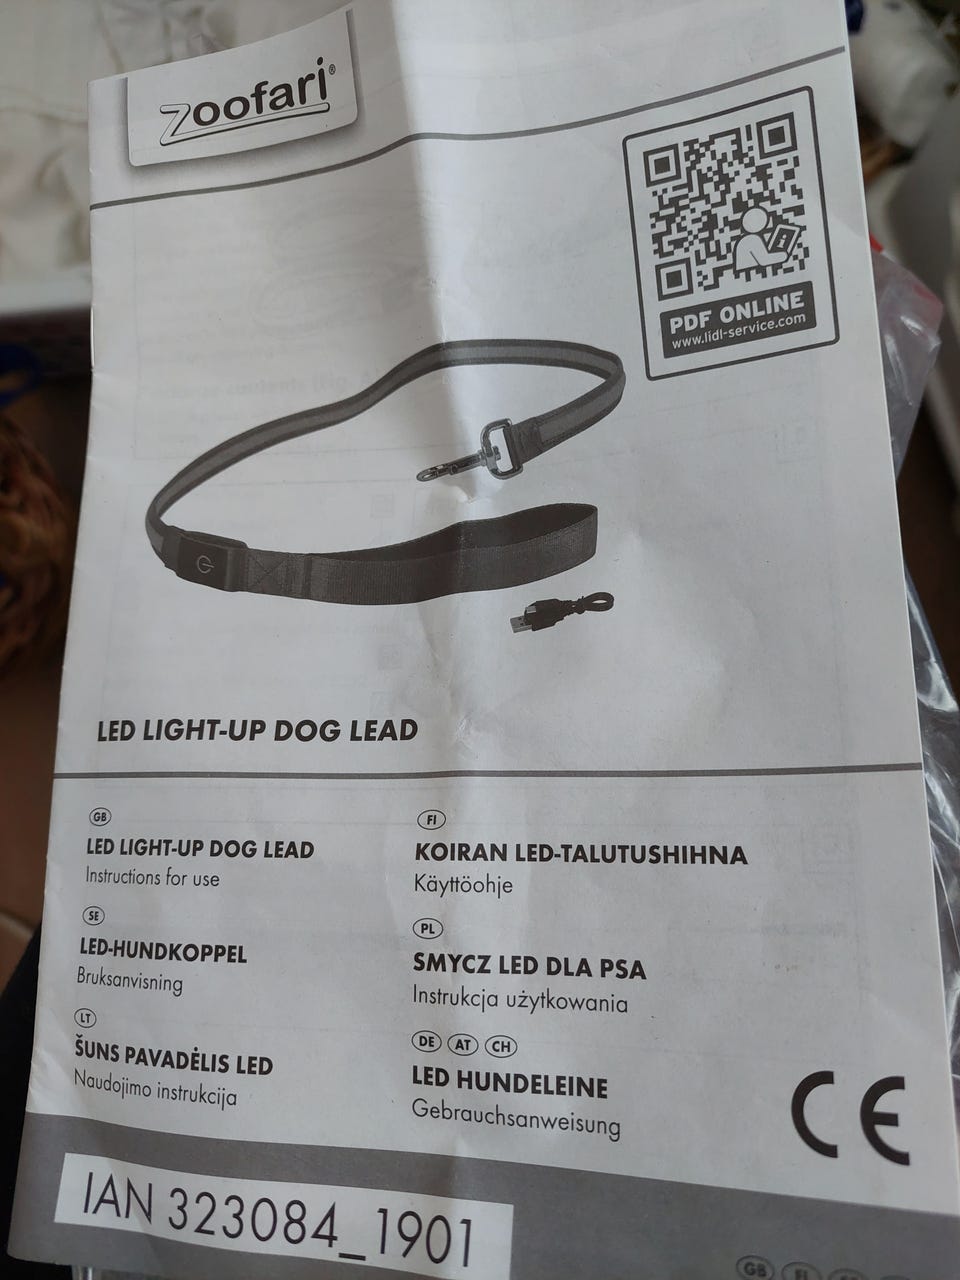 zoofari®
PDF ONLINE
www.lidl-service.com
LED LIGHT-UP DOG LEAD
GB
LED LIGHT-UP DOG LEAD
Instructions for use
SE
LED-HUNDKOPPEL
Bruksanvisning
LT
ŠUNS PAVADĖLIS LED
Naudojimo instrukcija
FI
KOIRAN LED-TALUTUSHIHNA
Käyttöohje
PL
SMYCZ LED DLA PSA
Instrukcja użytkowania
DE AT CH
LED HUNDELEINE
Gebrauchsanweisung
CE
IAN 323084_1901
GB FI